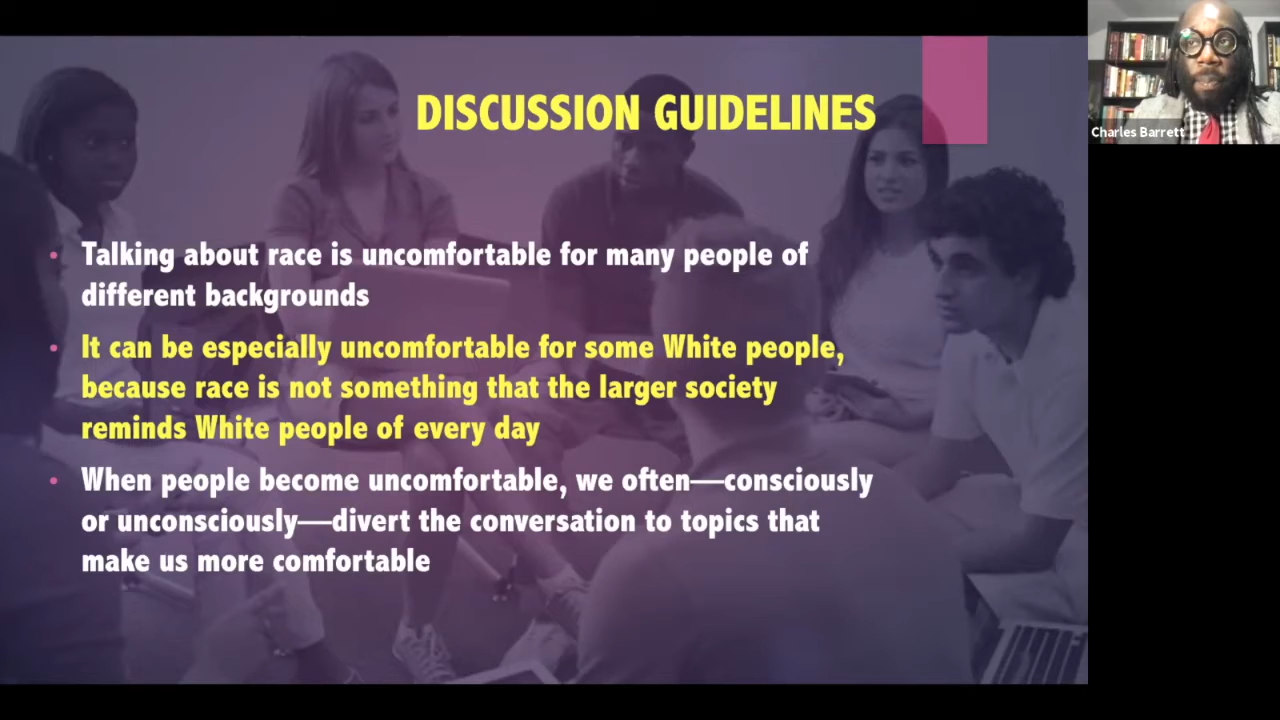 DISCUSSION GUIDELINES
Charles Barrett
• Talking about race is uncomfortable for many people of
different backgrounds
• It can be especially uncomfortable for some White people,
because race is not something that the larger society
reminds White people of every day
• When people become uncomfortable, we often—consciously
or unconsciously—divert the conversation to topics that
make us more comfortable